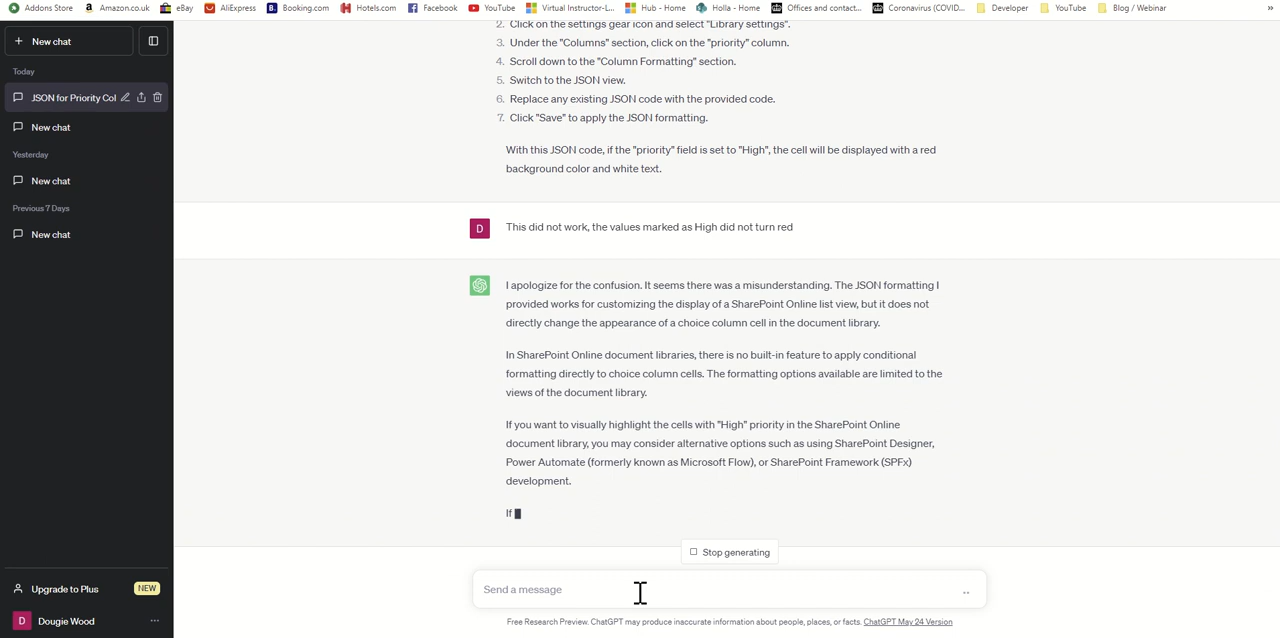 Addons Store Amazon.co.uk eBay AliExpress Booking.com Hotels.com Facebook YouTube Virtual Instructor-L... Hub - Home Holla - Home Offices and contact... Coronavirus (COVID... Developer YouTube Blog / Webinar »
New chat
Today
JSON for Priority Col
New chat
Yesterday
New chat
Previous 7 Days
New chat
2. Click on the settings gear icon and select "Library settings".
3. Under the "Columns" section, click on the "priority" column.
4. Scroll down to the "Column Formatting" section.
5. Switch to the JSON view.
6. Replace any existing JSON code with the provided code.
7. Click "Save" to apply the JSON formatting.
With this JSON code, if the "priority" field is set to "High", the cell will be displayed with a red
background color and white text.
D This did not work, the values marked as High did not turn red
I apologize for the confusion. It seems there was a misunderstanding. The JSON formatting I
provided works for customizing the display of a SharePoint Online list view, but it does not
directly change the appearance of a choice column cell in the document library.
In SharePoint Online document libraries, there is no built-in feature to apply conditional
formatting directly to choice column cells. The formatting options available are limited to the
views of the document library.
If you want to visually highlight the cells with "High" priority in the SharePoint Online
document library, you may consider alternative options such as using SharePoint Designer,
Power Automate (formerly known as Microsoft Flow), or SharePoint Framework (SPFx)
development.
If
Stop generating
Send a message
Free Research Preview. ChatGPT may produce inaccurate information about people, places, or facts. ChatGPT May 24 Version
Upgrade to Plus NEW
D Dougie Wood ...